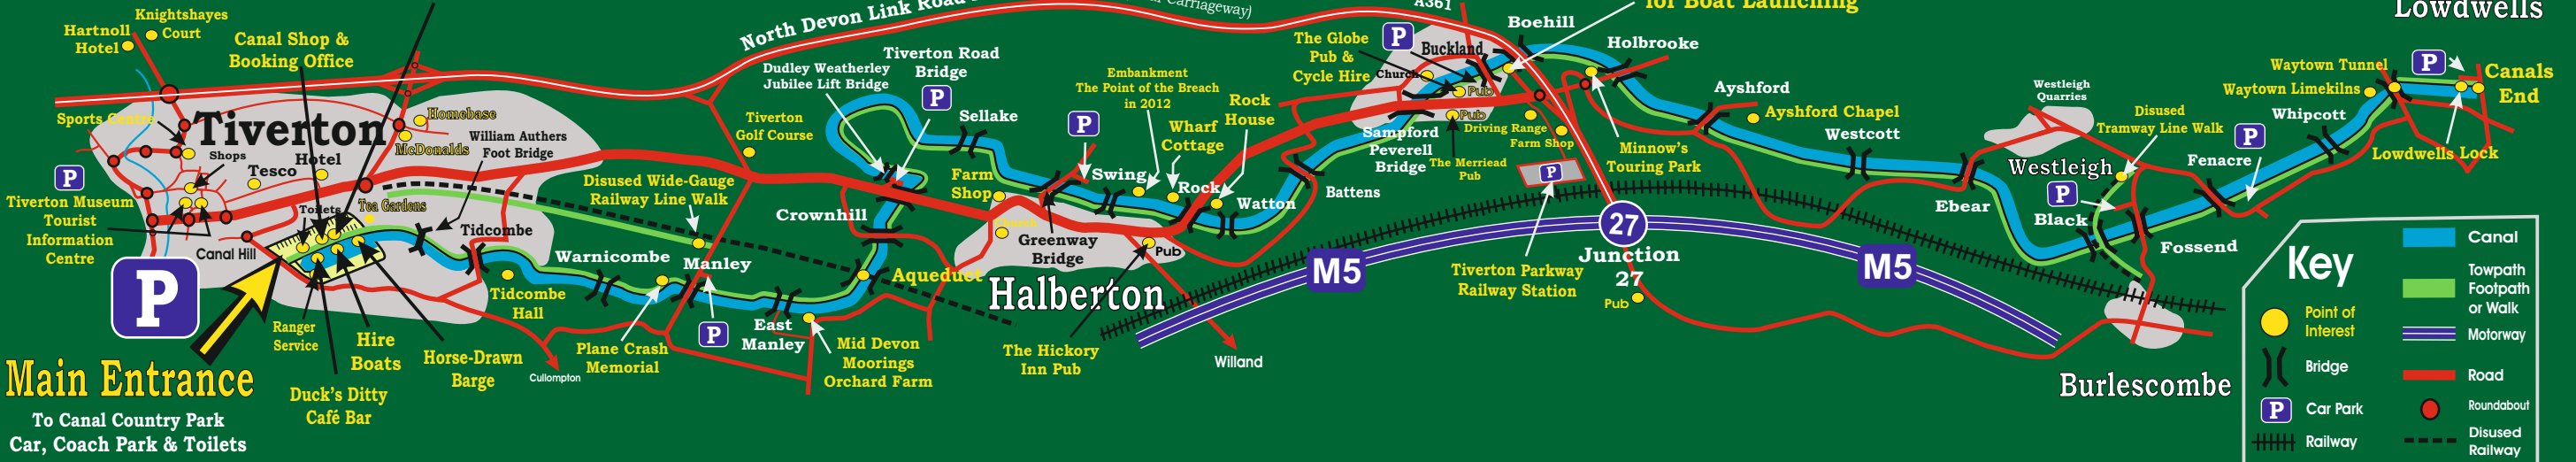 Knightshayes
Court
Hartnoll
Hotel
Canal Shop &
Booking Office
Sports Centre
Tiverton
Homebase
McDonalds
William Authers
Foot Bridge
Shops
Tesco
Hotel
P
Tiverton Museum
Tourist
Information
Centre
Toilets
Tea Gardens
Canal Hill
Tidcombe
P
Main Entrance
To Canal Country Park
Car, Coach Park & Toilets
Ranger
Service
Hire
Boats
Duck's Ditty
Café Bar
Horse-Drawn
Barge
Tidcombe
Hall
Cullompton
Warnicombe
Plane Crash
Memorial
Disused Wide-Gauge
Railway Line Walk
Manley
P
East
Manley
Mid Devon
Moorings
Orchard Farm
Aqueduct
Crownhill
Tiverton
Golf Course
North Devon Link Road
Carriageway)
A361
Dudley Weatherley
Jubilee Lift Bridge
Tiverton Road
Bridge
P
Sellake
Farm
Shop
Church
Greenway
Bridge
Halberton
The Hickory
Inn Pub
Pub
P
Swing
Embankment
The Point of the Breach
in 2012
Wharf
Cottage
Rock
House
Rock
Watton
Battens
Willand
M5
The Globe
Pub &
Cycle Hire
P
Buckland
Church
Pub
Pub
Sampford
Peverell
Bridge
The Merriead
Pub
Driving Range
Farm Shop
P
Tiverton Parkway
Railway Station
Boehill
for Boat Launching
Holbrooke
Minnow's
Touring Park
27
Junction
27
Pub
M5
Ayshford
Ayshford Chapel
Westcott
Ebear
Westleigh
Quarries
Westleigh
P
Black
Disused
Tramway Line Walk
Fenacre
P
Fossend
Burlescombe
Whipcott
Waytown Tunnel
Waytown Limekilns
Lowdwells
P
Canals
End
Lowdwells Lock
Key
Canal
Towpath
Footpath
or Walk
Point of
Interest
Motorway
Bridge
Road
P
Car Park
Roundabout
Railway
Disused
Railway